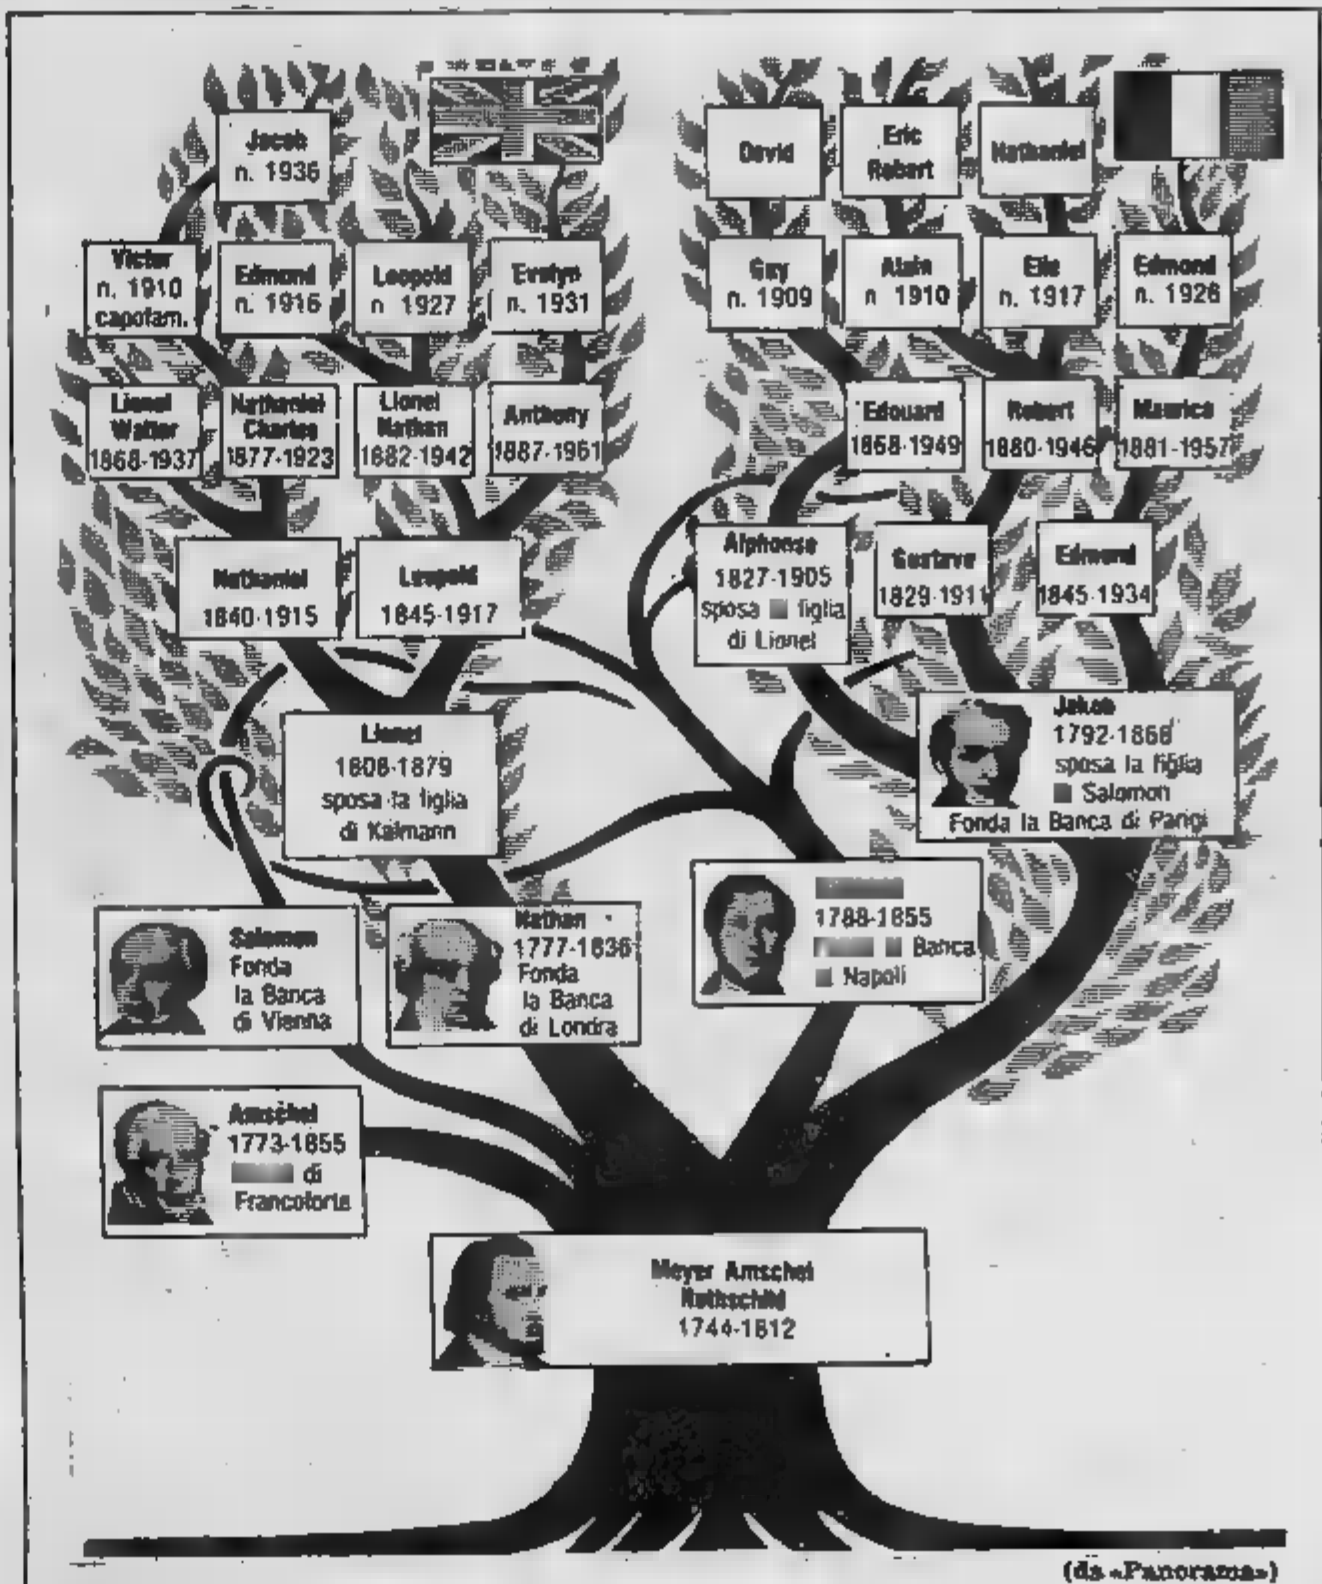 Jacob
n. 1936
David
Eric
Robert
Nathaniel
Victor
n. 1910
capofam.
Edmond
n. 1916
Leopold
n 1927
Evelyn
n. 1931
Guy
n. 1909
Alain
n 1910
Elie
n. 1917
Edmond
n. 1926
Lionel
Walter
1868-1937
Nathaniel
Charles
1877-1923
Lionel
Nathan
1882-1942
Anthony
1887-1961
Edouard
1868-1949
Robert
1880-1946
Maurice
1881-1957
Nathaniel
1840-1915
Leopold
1845-1917
Alphonse
1827-1905
sposa figlia
di Lionel
Gustave
1829-1911
Edmond
1845-1934
Lionel
1808-1879
sposa la figlia
di Kalmann
Jakob
1792-1868
sposa la figlia
Salomon
Fonda la Banca di Parigi
Salomon
Fonda
la Banca
di Vienna
Nathan
1777-1836
Fonda
la Banca
di Londra
1788-1855
Banca
Napoli
Amschel
1773-1855
di
Francoforte
Meyer Amschel
Rothschild
1744-1812
(da «Panorama»)